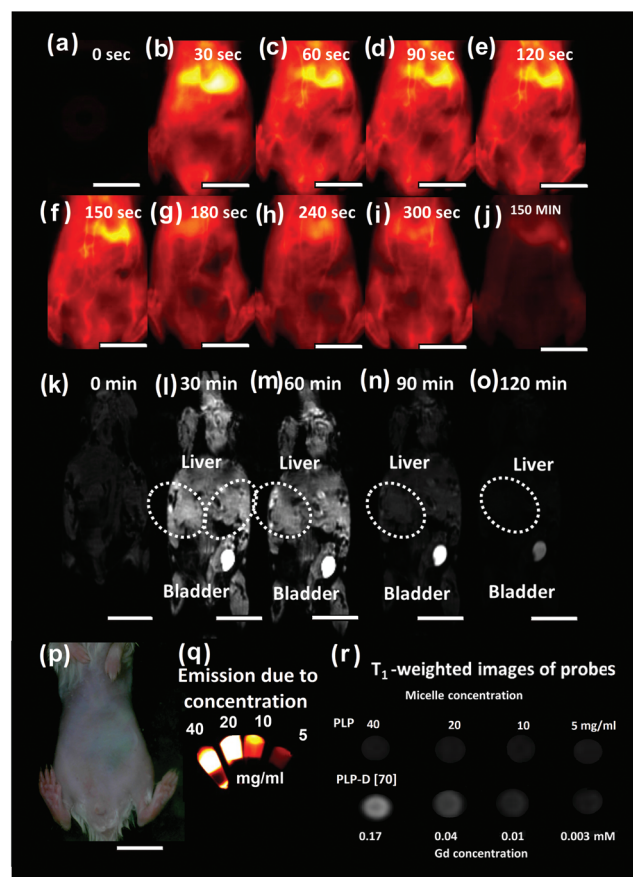 (a) 0 sec (b) 30 sec (c) 60 sec (d) 90 sec (e) 120 sec
(f) 150 sec (g) 180 sec (h) 240 sec (i) 300 sec (j) 150 MIN
(k) 0 min (l) 30 min (m) 60 min (n) 90 min (o) 120 min
Liver Liver Liver Liver
Bladder Bladder Bladder Bladder
(p) (q) (r)
Emission due to
concentration
40 20 10 5
mg/ml
T1-weighted images of probes
Micelle concentration
PLP 40 20 10 5 mg/ml
PLP-D [70]
0.17 0.04 0.01 0.003 mM
Gd concentration